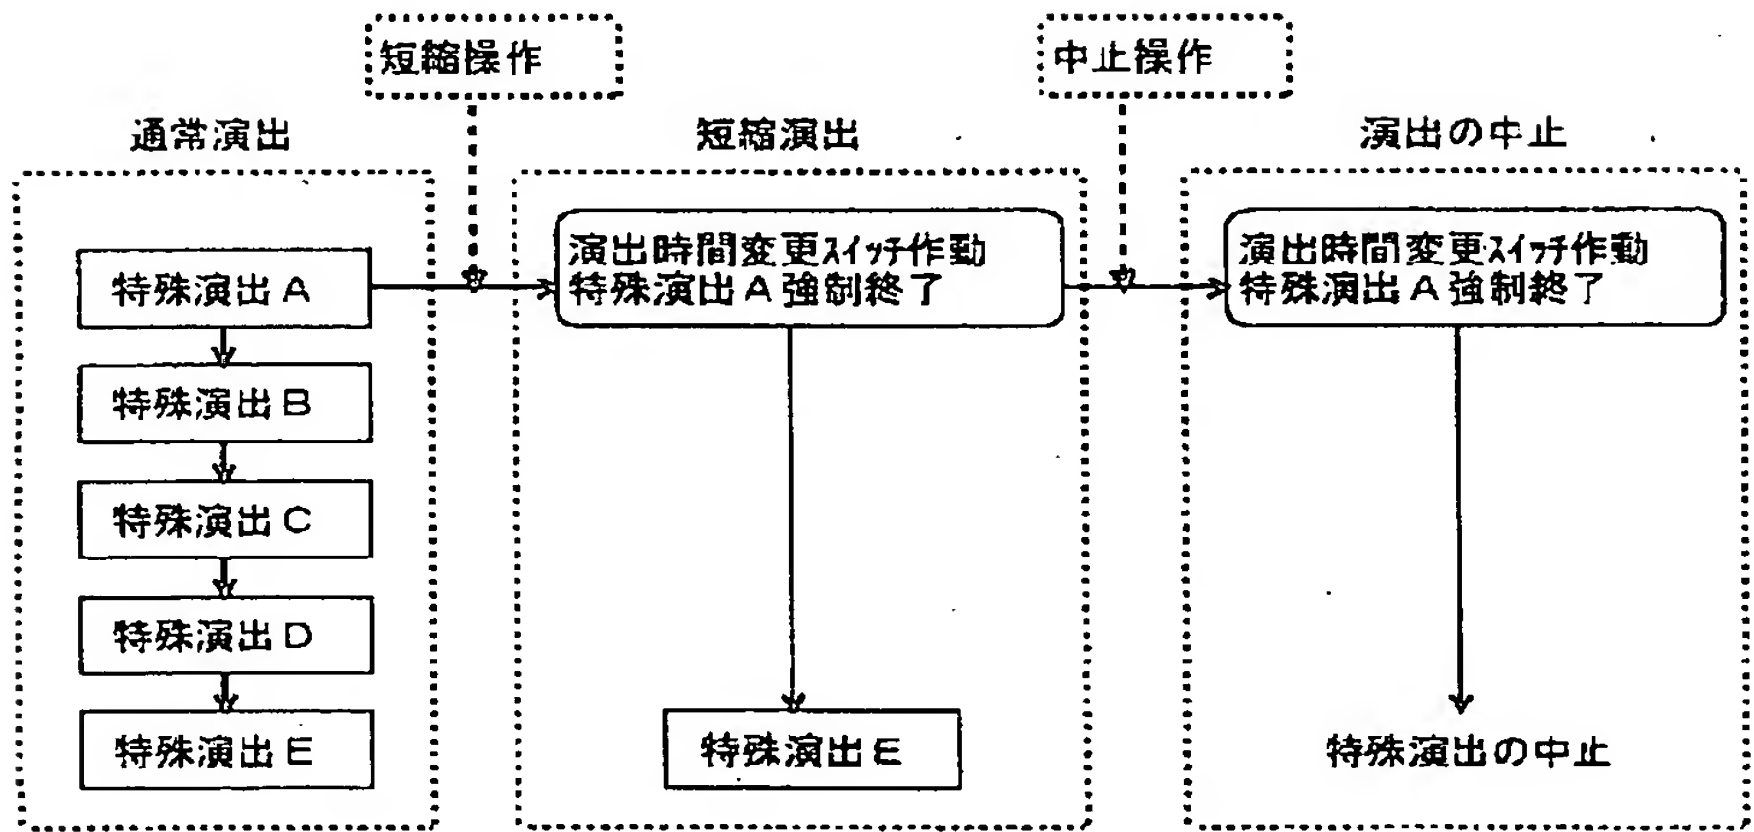 短縮操作
中止操作
通常演出
短縮演出
演出の中止
特殊演出A
特殊演出B
特殊演出C
特殊演出D
特殊演出E
演出時間変更ｽｲｯﾁ作動
特殊演出A強制終了
特殊演出E
演出時間変更ｽｲｯﾁ作動
特殊演出A強制終了
特殊演出の中止